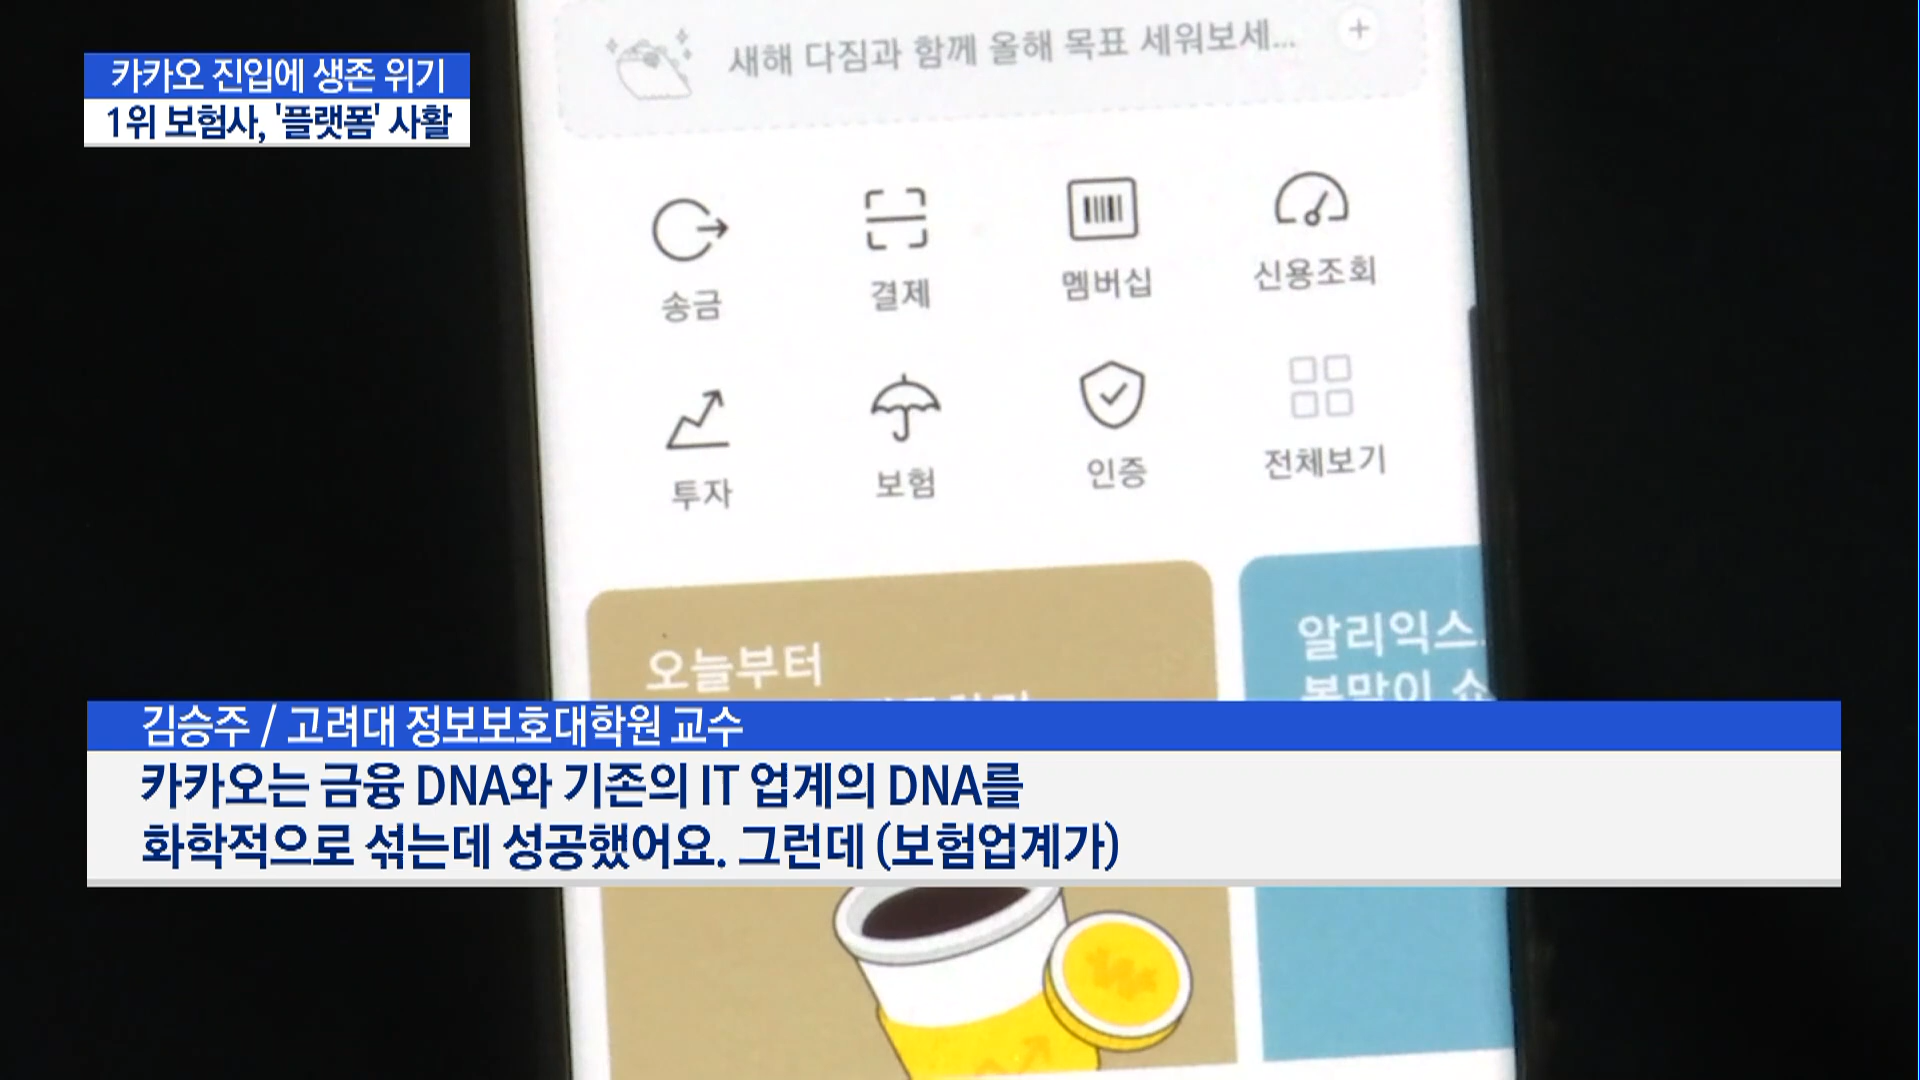 카카오 진입에 생존 위기
1위 보험사, '플랫폼' 사활
새해 다짐과 함께 올해 목표 세워보세...
송금
결제
멤버십
신용조회
투자
보험
인증
전체보기
오늘부터
알리익스
김승주 / 고려대 정보보호대학원 교수
카카오는 금융 DNA와 기존의 IT 업계의 DNA를
화학적으로 섞는데 성공했어요. 그런데 (보험업계가)